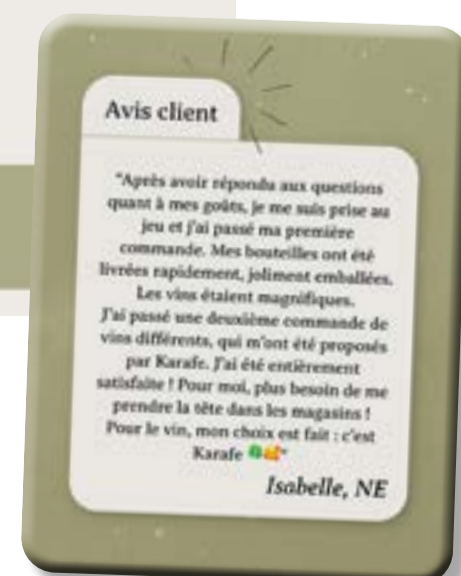 Avis client
"Après avoir répondu aux questions
quant à mes goûts, je me suis prise au
jeu et j'ai passé ma première
commande. Mes bouteilles ont été
livrées rapidement, joliment emballées.
Les vins étaient magnifiques.
J'ai passé une deuxième commande de
vins différents, qui m'ont été proposés
par Karafe. J'ai été entièrement
satisfaite ! Pour moi, plus besoin de me
prendre la tête dans les magasins !
Pour le vin, mon choix est fait : c'est
Karafe "
Isabelle, NE